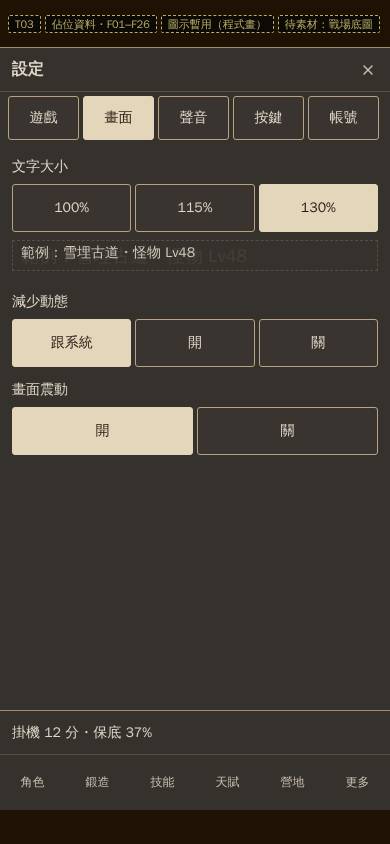 T03 佔位資料・F01–F26 圖示暫用（程式畫） 待素材：戰場底圖
設定 ×
遊戲 畫面 聲音 按鍵 帳號
文字大小
100% 115% 130%
範例：雪埋古道・怪物 Lv48
減少動態
跟系統 開 關
畫面震動
開 關
掛機 12 分・保底 37%
角色 鍛造 技能 天賦 營地 更多